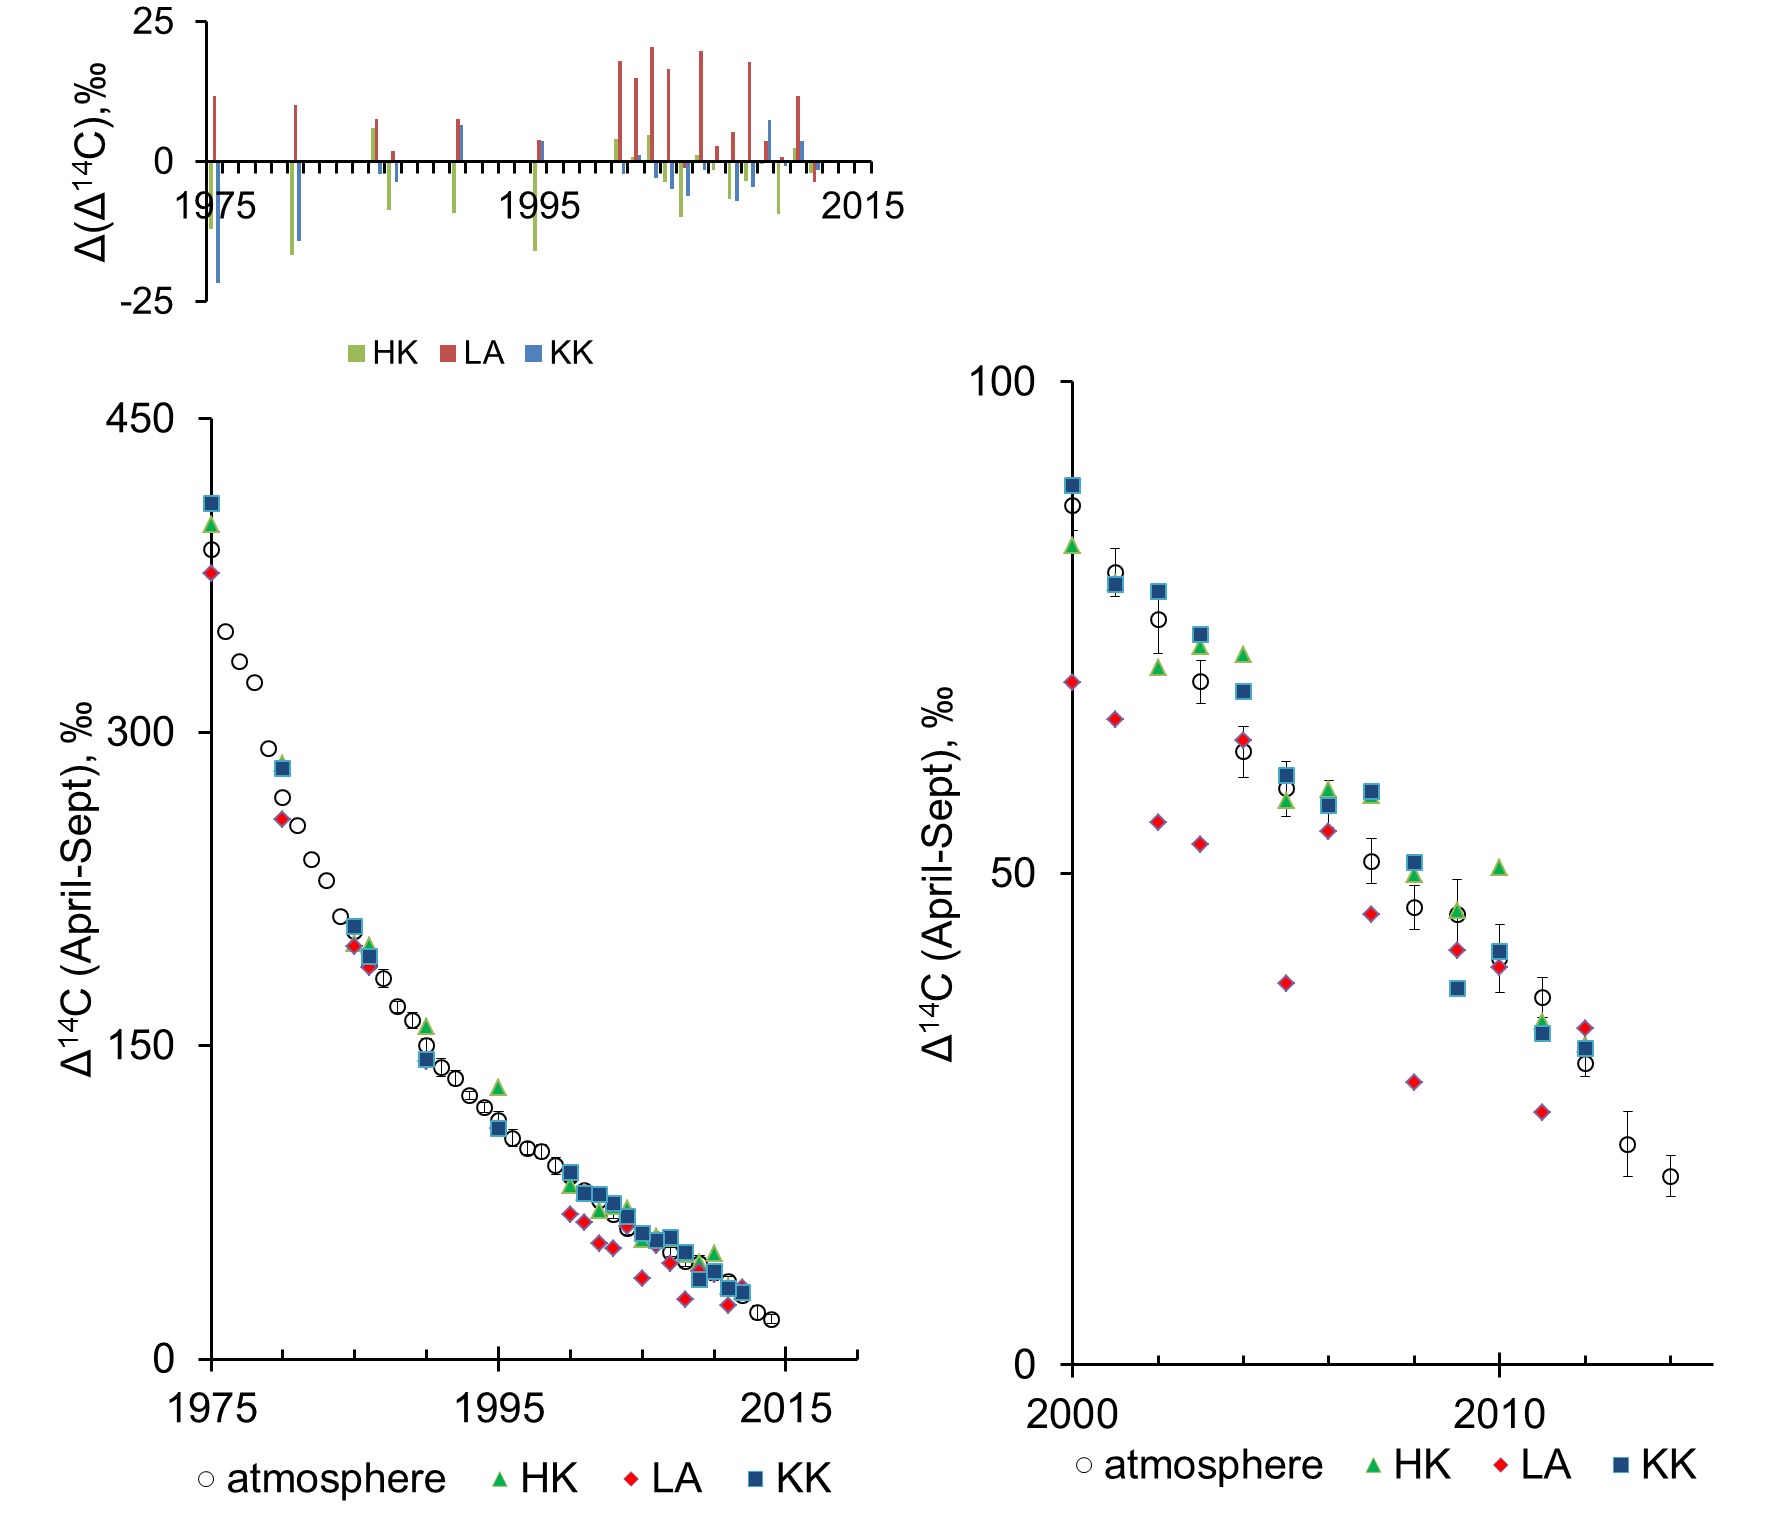 25
Δ(Δ¹⁴C),‰
0
1975 1995 2015
-25
HK LA KK
450
Δ¹⁴C (April-Sept), ‰
300
150
0
1975 1995 2015
atmosphere HK LA KK
100
Δ¹⁴C (April-Sept), ‰
50
0
2000 2010
atmosphere HK LA KK